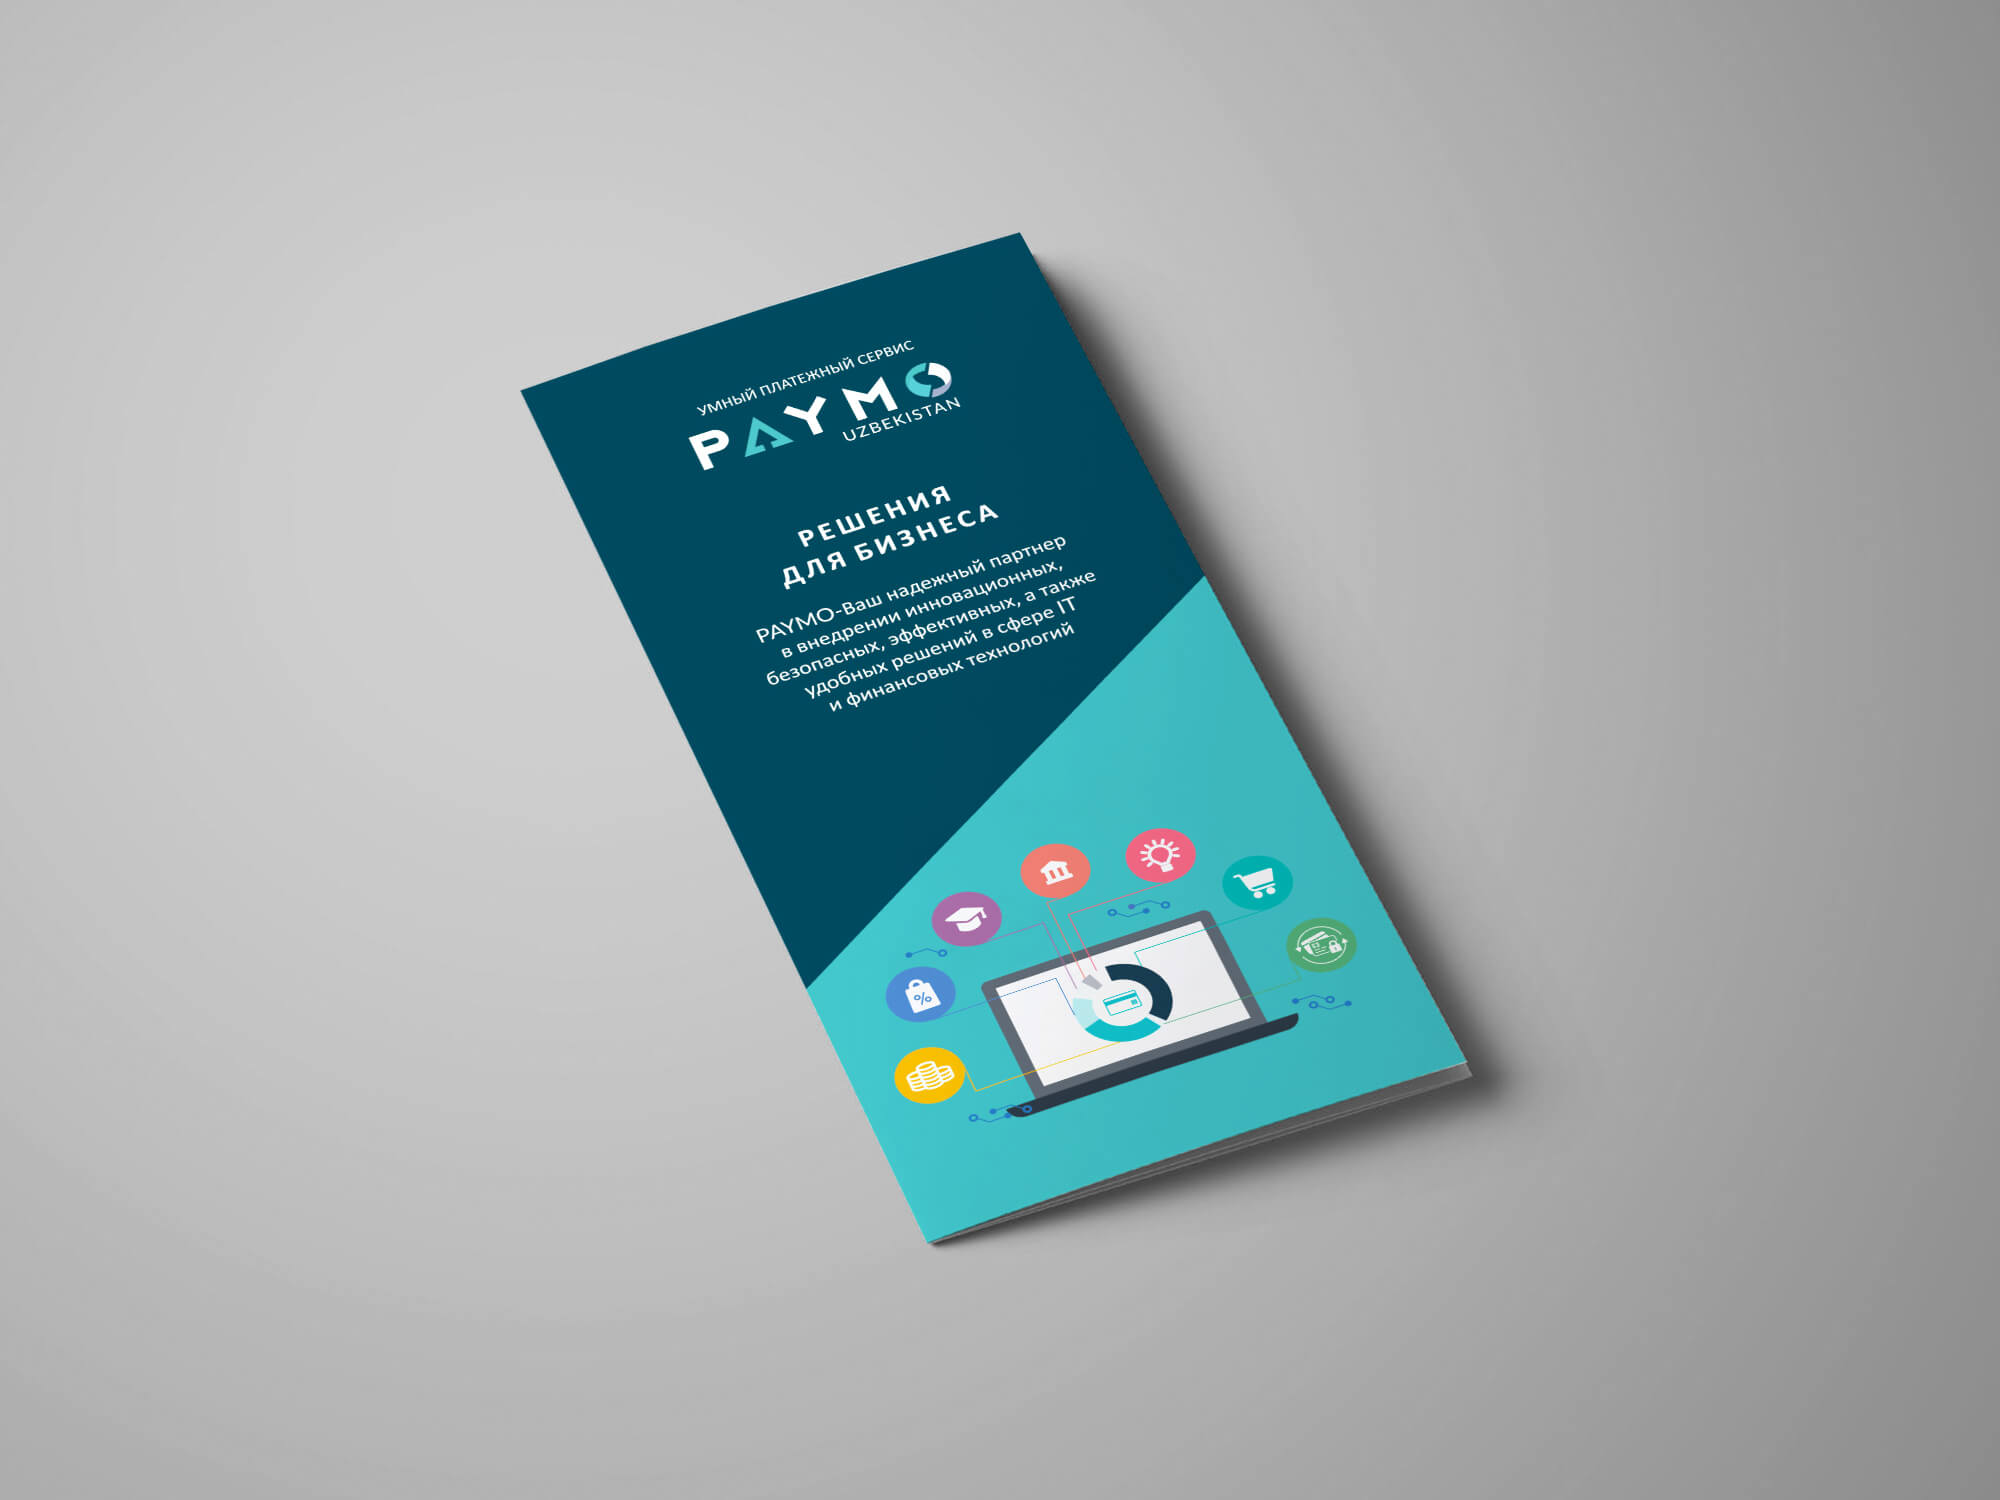 УМНЫЙ ПЛАТЕЖНЫЙ СЕРВИС
PAYMO
UZBEKISTAN
РЕШЕНИЯ
ДЛЯ БИЗНЕСА
PAYMO-Ваш надежный партнер
в внедрении инновационных,
безопасных, эффективных, а также
удобных решений в сфере IT
и финансовых технологий
%